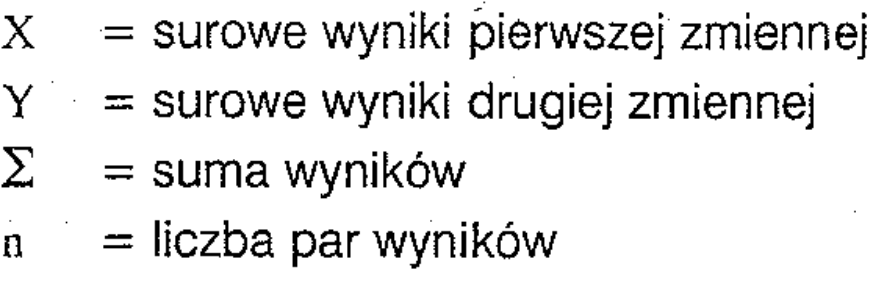 X = surowe wyniki pierwszej zmiennej
Y = surowe wyniki drugiej zmiennej
Σ = suma wyników
n = liczba par wyników